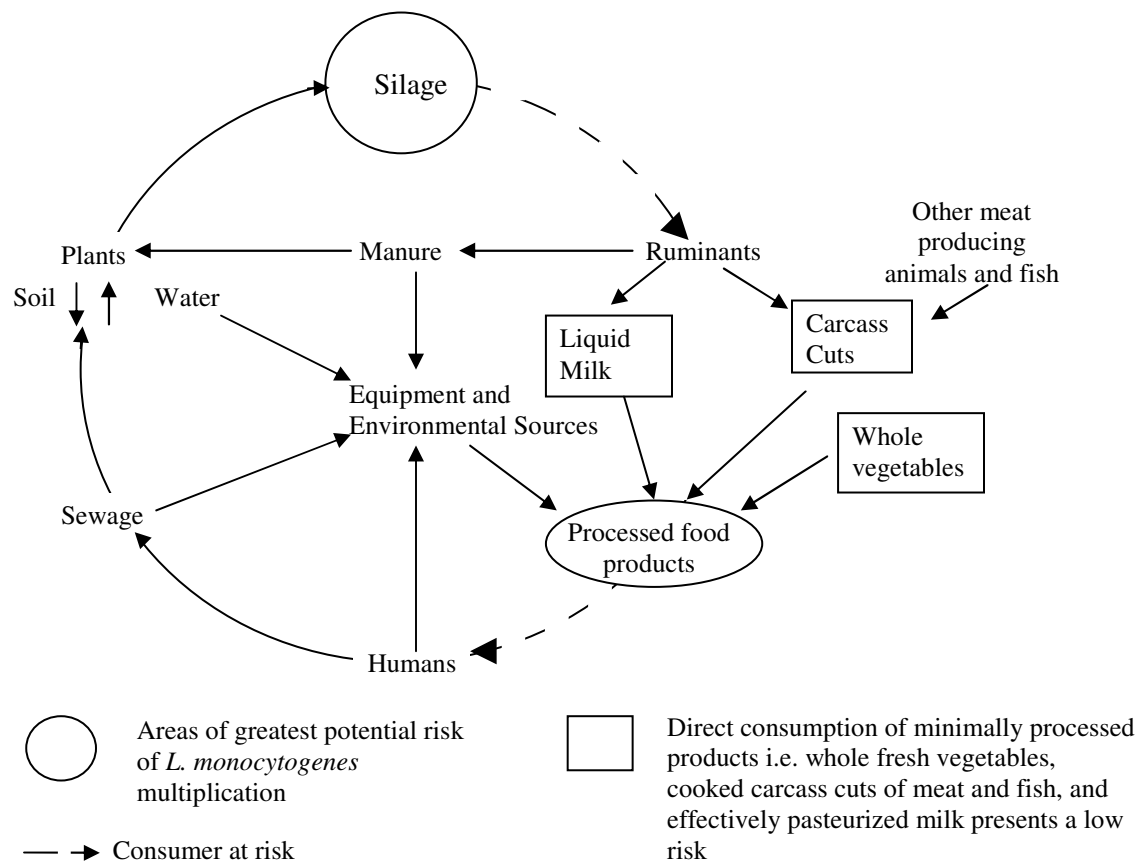 Silage
Other meat
producing
animals and fish
Plants
Manure
Ruminants
Soil
Water
Liquid
Milk
Carcass
Cuts
Equipment and
Environmental Sources
Whole
vegetables
Sewage
Processed food
products
Humans
Areas of greatest potential risk
of L. monocytogenes
multiplication
Direct consumption of minimally processed
products i.e. whole fresh vegetables,
cooked carcass cuts of meat and fish, and
effectively pasteurized milk presents a low
risk
Consumer at risk